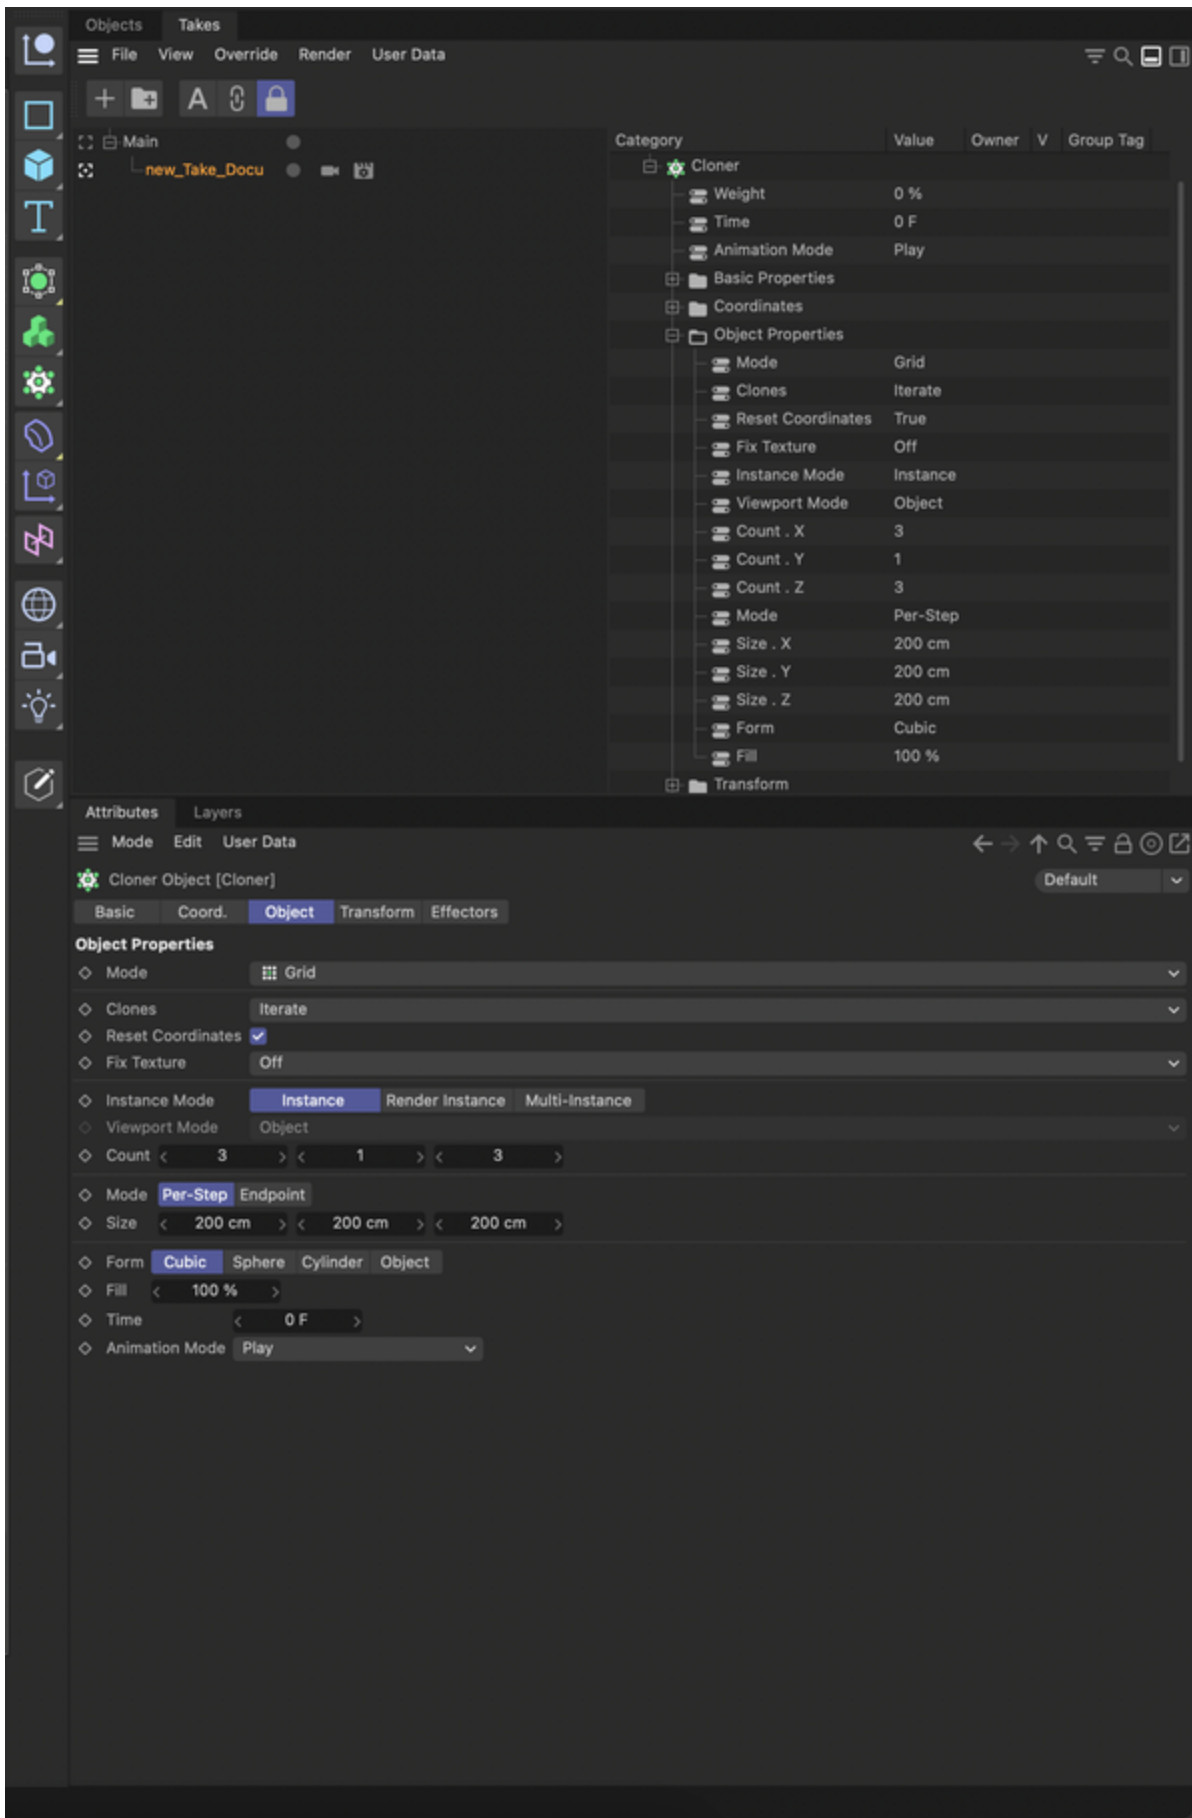 Objects Takes
File View Override Render User Data
A
Main
new_Take_Docu
Category Value Owner V Group Tag
Cloner
Weight 0 %
Time 0 F
Animation Mode Play
Basic Properties
Coordinates
Object Properties
Mode Grid
Clones Iterate
Reset Coordinates True
Fix Texture Off
Instance Mode Instance
Viewport Mode Object
Count . X 3
Count . Y 1
Count . Z 3
Mode Per-Step
Size . X 200 cm
Size . Y 200 cm
Size . Z 200 cm
Form Cubic
Fill 100 %
Transform
Attributes Layers
Mode Edit User Data
Cloner Object [Cloner] Default
Basic Coord. Object Transform Effectors
Object Properties
Mode Grid
Clones Iterate
Reset Coordinates
Fix Texture Off
Instance Mode Instance Render Instance Multi-Instance
Viewport Mode Object
Count 3 1 3
Mode Per-Step Endpoint
Size 200 cm 200 cm 200 cm
Form Cubic Sphere Cylinder Object
Fill 100 %
Time 0 F
Animation Mode Play